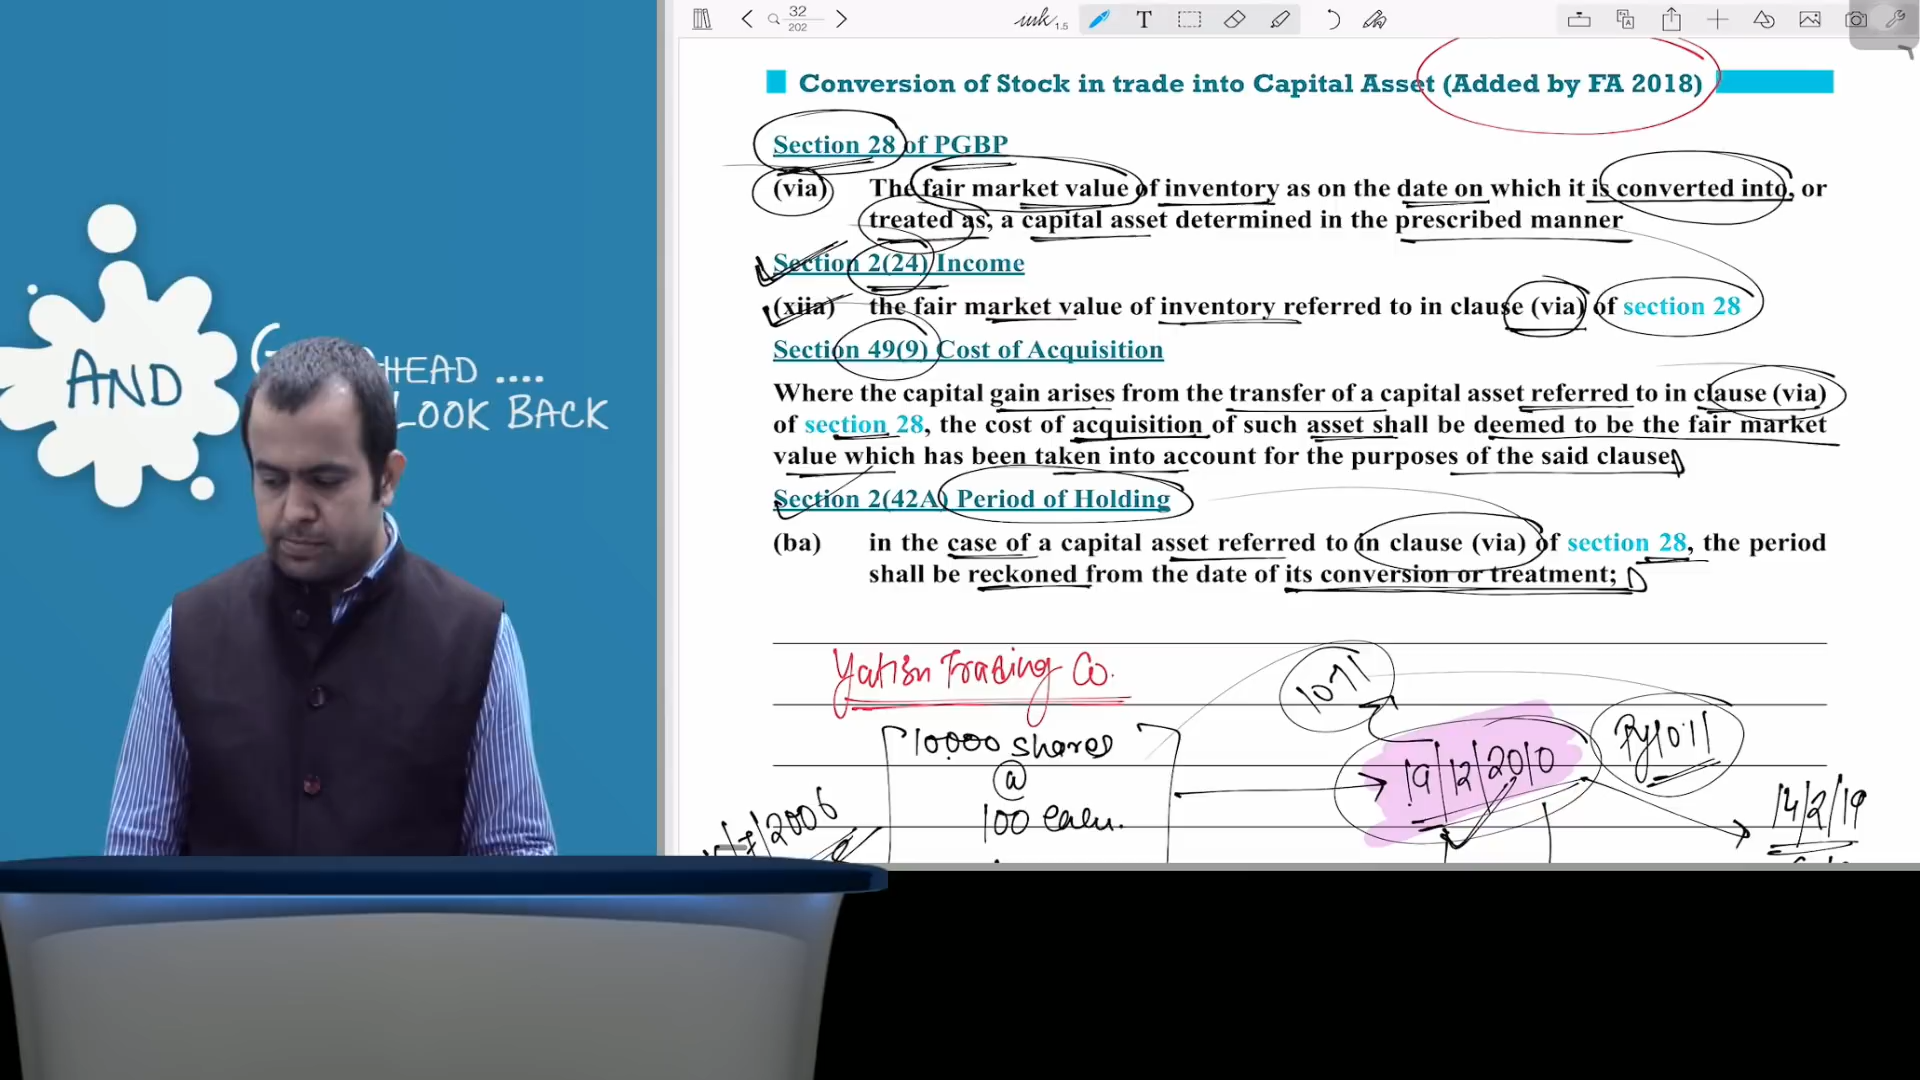 32
202
1.5
T
Conversion of Stock in trade into Capital Asset (Added by FA 2018)
Section 28 of PGBP
(via) The fair market value of inventory as on the date on which it is converted into, or
treated as, a capital asset determined in the prescribed manner
Section 2(24) Income
(xiia) the fair market value of inventory referred to in clause (via) of section 28
Section 49(9) Cost of Acquisition
Where the capital gain arises from the transfer of a capital asset referred to in clause (via)
of section 28, the cost of acquisition of such asset shall be deemed to be the fair market
value which has been taken into account for the purposes of the said clause
Section 2(42A) Period of Holding
(ba) in the case of a capital asset referred to in clause (via) of section 28, the period
shall be reckoned from the date of its conversion or treatment;
Yatish Trading Co.
10,000 shares
@
100 each.
19/12/2010
PY1011
14/2/19
/7/2006
AND
HEAD ....
LOOK BACK